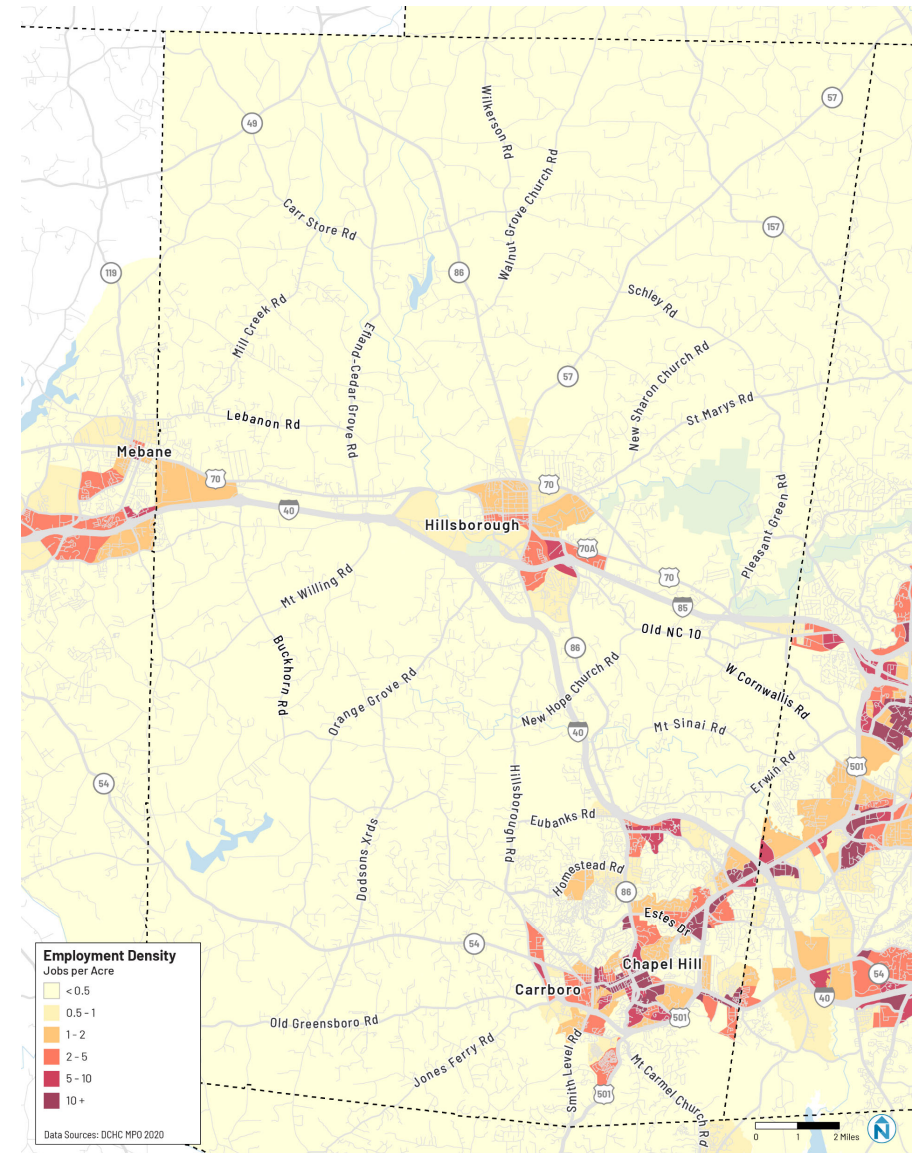 Wilkerson Rd
57
49
Walnut Grove Church Rd
Carr Store Rd
157
119
86
Schley Rd
Mill Creek Rd
Efland-Cedar Grove Rd
57
New Sharon Church Rd
St Marys Rd
Lebanon Rd
Mebane
70
70
40
Hillsborough
Pleasant Green Rd
70A
70
Mt Willing Rd
85
Old NC 10
86
Buckhorn Rd
Orange Grove Rd
New Hope Church Rd
W Cornwallis Rd
40
Mt Sinai Rd
54
Hillsborough Rd
Erwin Rd
501
Eubanks Rd
Dodsons Xrds
Homestead Rd
86
Estes Dr
54
Chapel Hill
54
Carrboro
40
501
Old Greensboro Rd
Jones Ferry Rd
Smith Level Rd
Mt Carmel Church Rd
501
Employment Density
Jobs per Acre
< 0.5
0.5 - 1
1 - 2
2 - 5
5 - 10
10 +
Data Sources: DCHC MPO 2020
0 1 2 Miles
N